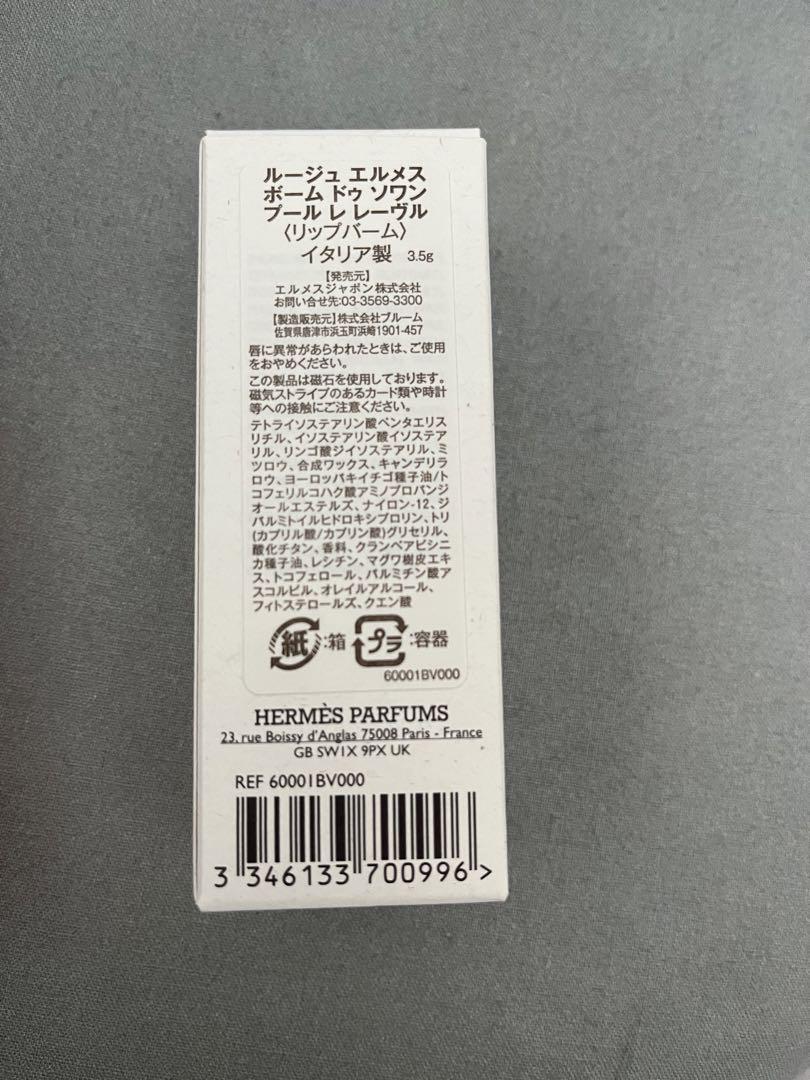 ルージュ エルメス
ボーム ドゥ ソワン
プール レ レーヴル
〈リップバーム〉
イタリア製 3.5g
【発売元】
エルメスジャポン株式会社
お問い合せ先:03-3569-3300
【製造販売元】株式会社ブルーム
佐賀県唐津市浜玉町浜崎1901-457
唇に異常があらわれたときは、ご使用
をおやめください。
この製品は磁石を使用しております。
磁気ストライプのあるカード類や時計
等への接触にご注意ください。
テトライソステアリン酸ペンタエリス
リチル、イソステアリン酸イソステア
リル、リンゴ酸ジイソステアリル、ミ
ツロウ、合成ワックス、キャンデリラ
ロウ、ヨーロッパキイチゴ種子油/ト
コフェリルコハク酸アミノプロパンジ
オールエステルズ、ナイロン-12、ジ
パルミトイルヒドロキシプロリン、トリ
(カプリル酸/カプリン酸)グリセリル、
酸化チタン、香料、クランベアビシニ
カ種子油、レシチン、マグワ樹皮エキ
ス、トコフェロール、パルミチン酸ア
スコルビル、オレイルアルコール、
フィトステロールズ、クエン酸
紙:箱 プラ:容器
60001BV000
HERMÈS PARFUMS
23, rue Boissy d'Anglas 75008 Paris - France
GB SW1X 9PX UK
REF 60001BV000
3 346133 700996 >